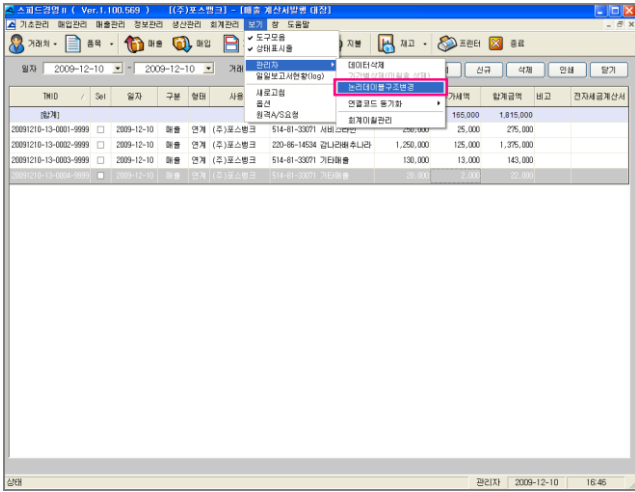 스피드경영 II ( Ver.1.100.569 ) [(주)포스뱅크] - [매출 계산서발행 대장]
기초관리 매입관리 매출관리 정보관리 생산관리 회계관리 보기 창 도움말
거래처 품목 매출 매입 지불 재고 프린터 종료
✔ 도구모음
✔ 상태표시줄
관리자
일일보고서현황(log)
새로고침
옵션
원격A/S요청
데이터삭제
논리테이블구조변경
연결코드 동기화
회계이월관리
일자 2009-12-10 - 2009-12-10 신규 삭제 인쇄 닫기
TMID / Sel 일자 구분 형태 합계금액 비고 전자세금계산서
[합계] 165,000 1,815,000
20091210-13-0001-9999 2009-12-10 매출 연계 (주)포스뱅크 514-81-33071 250,000 25,000 275,000
20091210-13-0002-9999 2009-12-10 매출 연계 (주)포스뱅크 220-86-14534 감나라배추나라 1,250,000 125,000 1,375,000
20091210-13-0003-9999 2009-12-10 매출 연계 (주)포스뱅크 514-81-33071 기타매출 130,000 13,000 143,000
20091210-13-0004-9999 2009-12-10 매출 연계 (주)포스뱅크 514-81-33071 기타매출 20,000 2,000 22,000
상태 관리자 2009-12-10 16:46